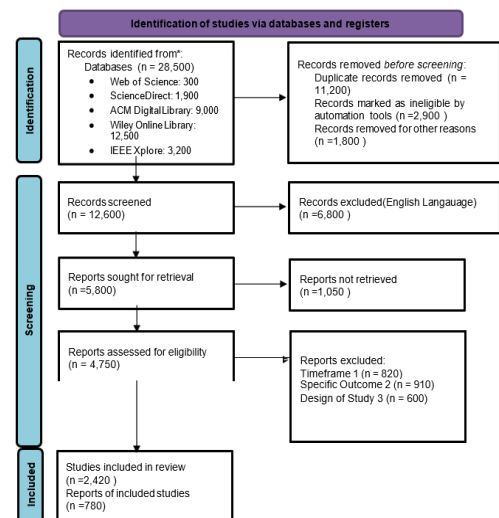 Identification of studies via databases and registers
Identification
Records identified from*:
Databases (n = 28,500)
• Web of Science: 300
• ScienceDirect: 1,900
• ACM DigitalLibrary: 9,000
• Wiley Online Library:
12,500
• IEEE Xplore: 3,200
Records removed before screening:
Duplicate records removed (n =
11,200)
Records marked as ineligible by
automation tools (n =2,900)
Records removed for other reasons
(n =1,800 )
Screening
Records screened
(n = 12,600)
Records excluded(English Langauage)
(n =6,800 )
Reports sought for retrieval
(n =5,800)
Reports not retrieved
(n =1,050 )
Reports assessed for eligibility
(n = 4,750)
Reports excluded:
Timeframe 1 (n = 820)
Specific Outcome 2 (n = 910)
Design of Study 3 (n = 600)
Included
Studies included in review
(n =2,420 )
Reports of included studies
(n =780)